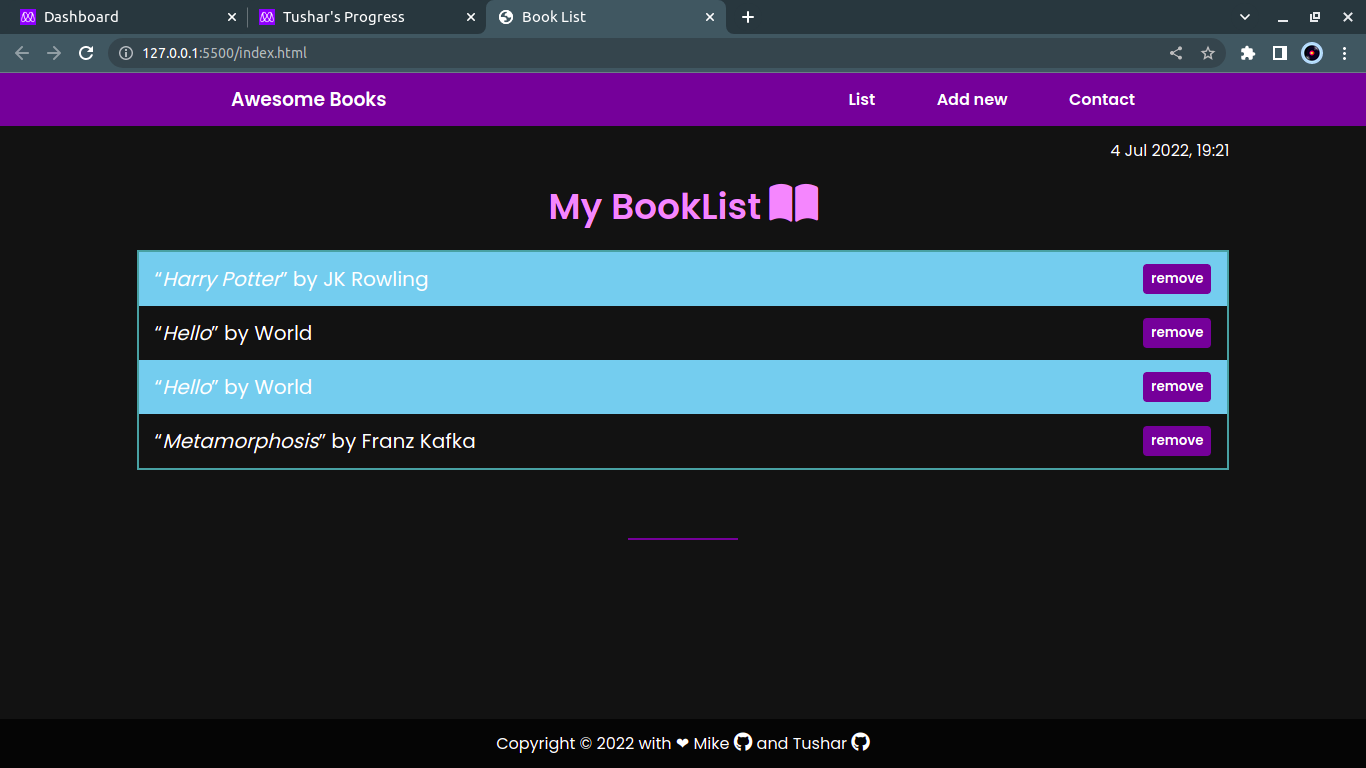 Dashboard Tushar's Progress Book List
127.0.0.1:5500/index.html
Awesome Books List Add new Contact
4 Jul 2022, 19:21
My BookList
“Harry Potter” by JK Rowling remove
“Hello” by World remove
“Hello” by World remove
“Metamorphosis” by Franz Kafka remove
Copyright © 2022 with ❤ Mike and Tushar